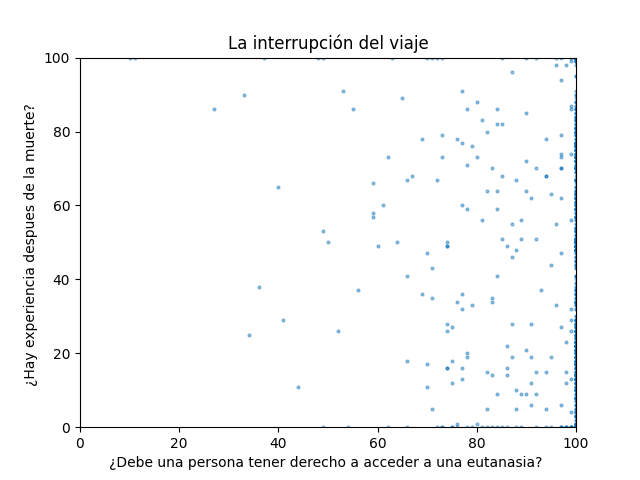 La interrupción del viaje
¿Hay experiencia despues de la muerte?
100
80
60
40
20
0
0 20 40 60 80 100
¿Debe una persona tener derecho a acceder a una eutanasia?